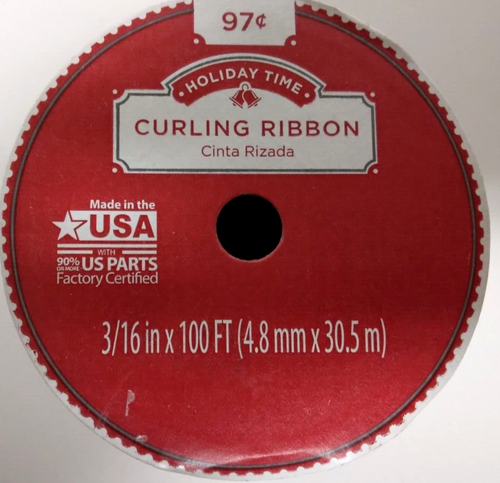 97¢
HOLIDAY TIME
CURLING RIBBON
Cinta Rizada
Made in the
USA
WITH
90% OR MORE US PARTS
Factory Certified
3/16 in x 100 FT (4.8 mm x 30.5 m)